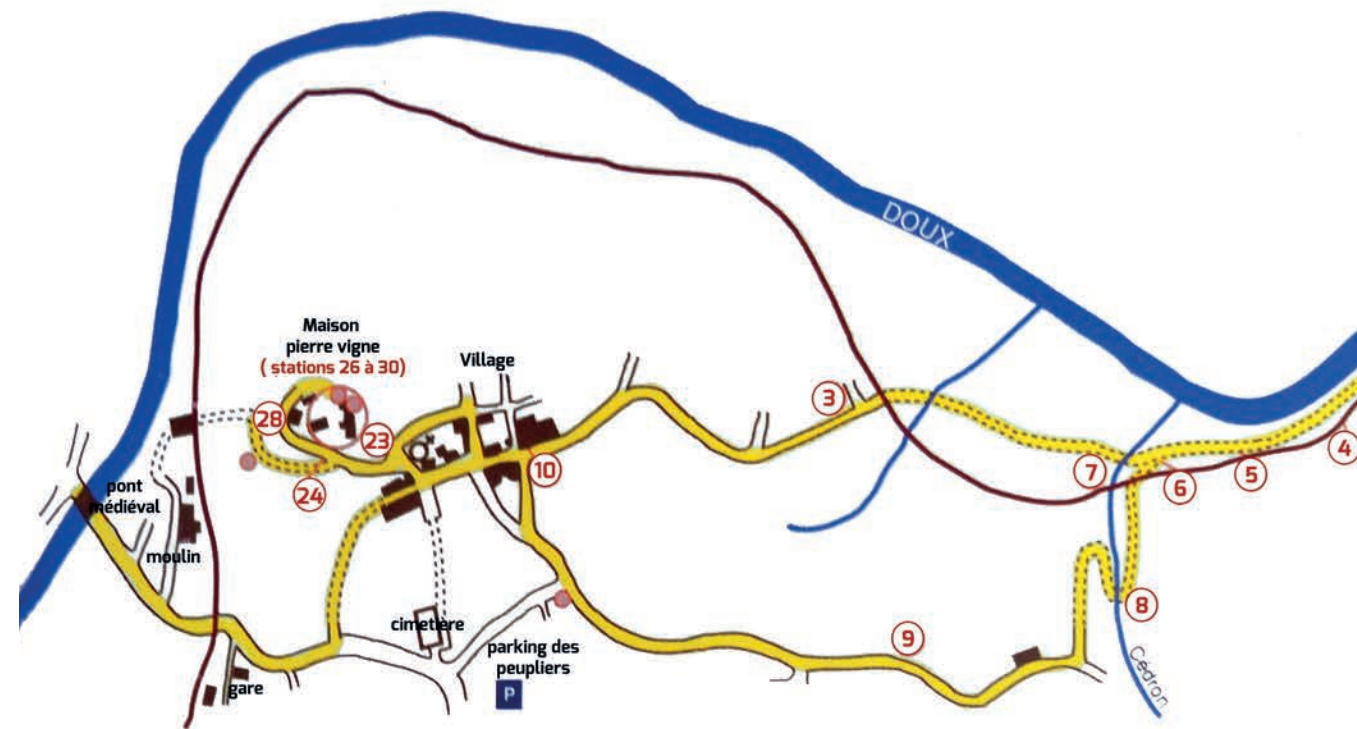 DOUX
Maison
pierre vigne
( stations 26 à 30)
Village
3
28
23
10
7
4
5
6
24
pont
médiéval
moulin
8
cimetière
9
parking des
peupliers
P
gare
Cédron